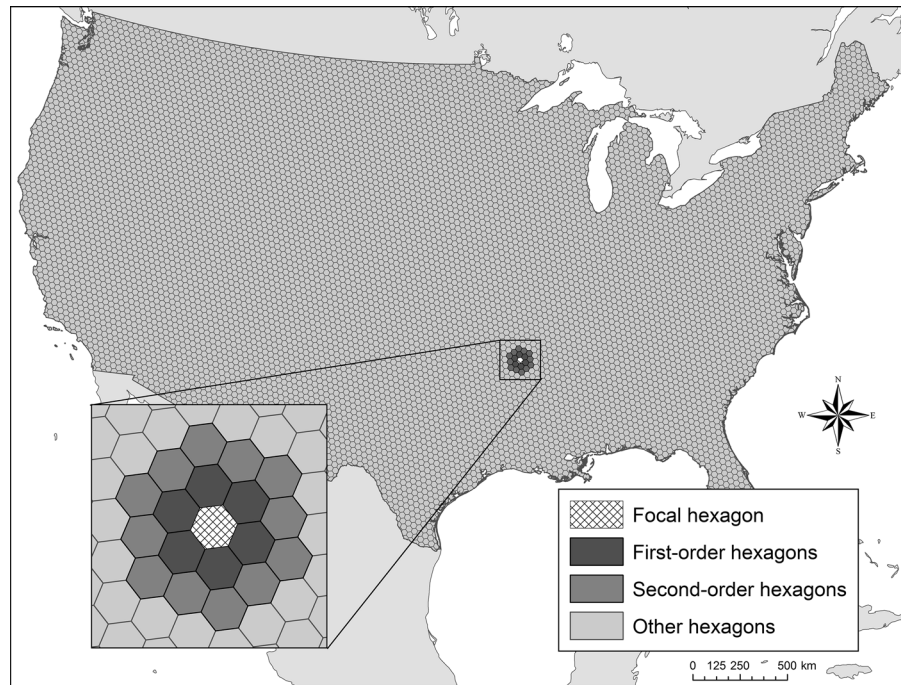 N
W E
S
Focal hexagon
First-order hexagons
Second-order hexagons
Other hexagons
0 125 250 500 km